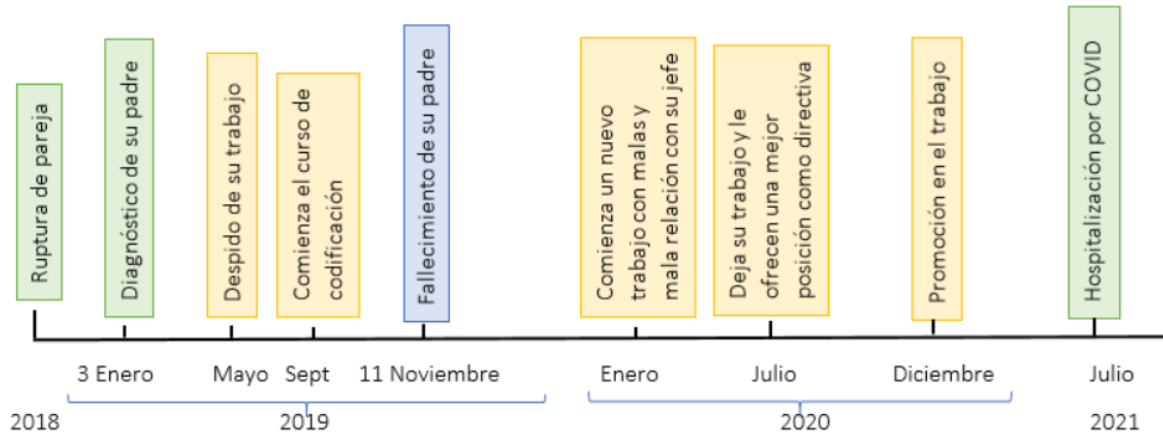 Ruptura de pareja
Diagnóstico de su padre
Despido de su trabajo
Comienza el curso de
codificación
Fallecimiento de su padre
Comienza un nuevo
trabajo con malas y
mala relación con su jefe
Deja su trabajo y le
ofrecen una mejor
posición como directiva
Promoción en el trabajo
Hospitalización por COVID
3 Enero
Mayo
Sept
11 Noviembre
Enero
Julio
Diciembre
Julio
2018
2019
2020
2021